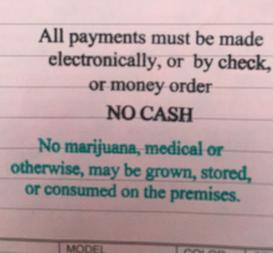 All payments must be made
electronically, or by check,
or money order
NO CASH
No marijuana, medical or
otherwise, may be grown, stored,
or consumed on the premises.
MODEL
COLOR